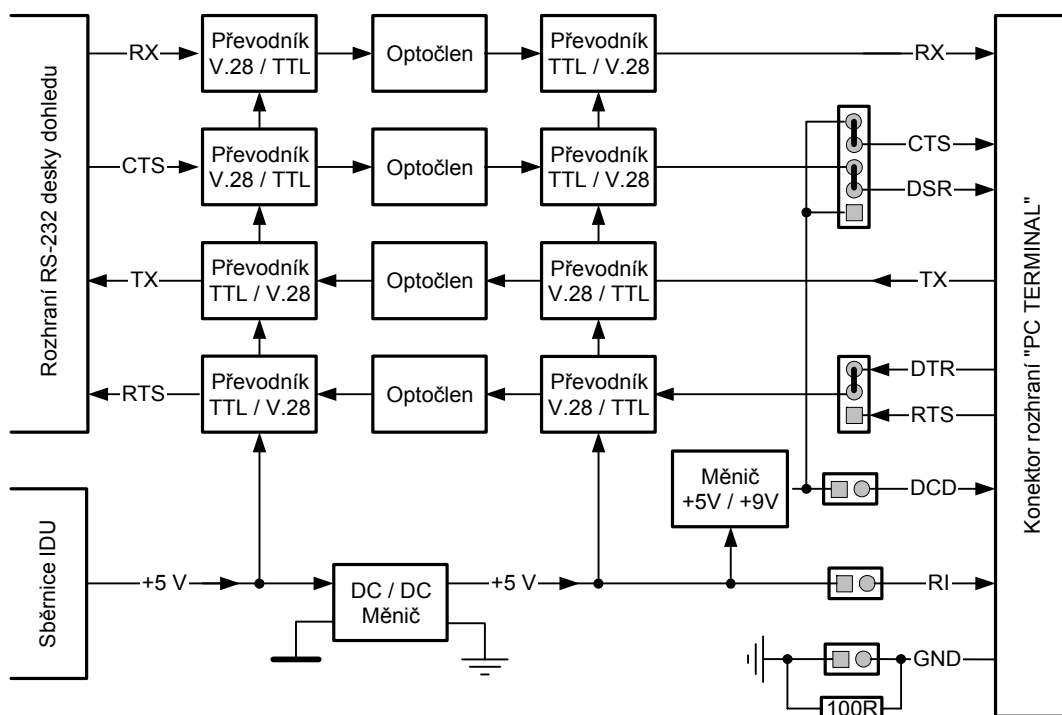 Rozhraní RS-232 desky dohledu
RX
Převodník
V.28 / TTL
Optočlen
Převodník
TTL / V.28
RX
CTS
Převodník
V.28 / TTL
Optočlen
Převodník
TTL / V.28
CTS
DSR
TX
Převodník
TTL / V.28
Optočlen
Převodník
V.28 / TTL
TX
RTS
Převodník
TTL / V.28
Optočlen
Převodník
V.28 / TTL
DTR
RTS
Měnič
+5V / +9V
DCD
Sběrnice IDU
+5 V
DC / DC
Měnič
+5 V
RI
GND
100R
Konektor rozhraní "PC TERMINAL"